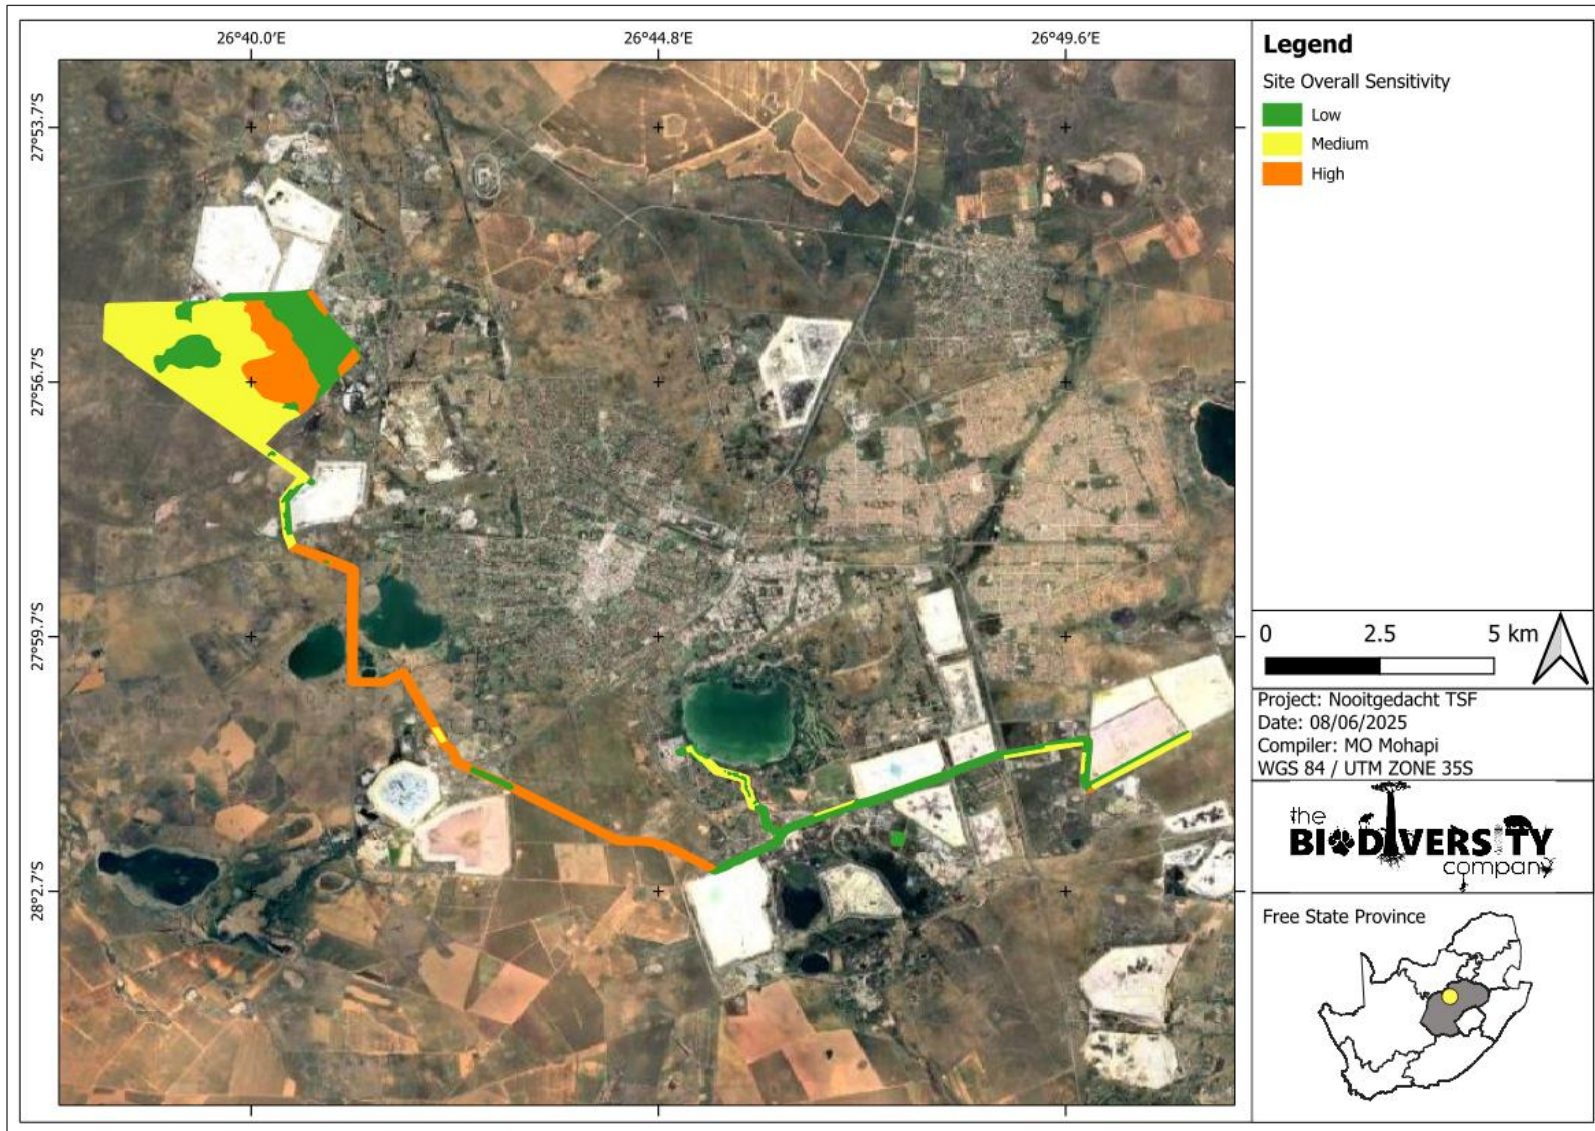 26°40.0'E 26°44.8'E 26°49.6'E
27°53.7'S
27°56.7'S
27°59.7'S
28°2.7'S
Legend
Site Overall Sensitivity
Low
Medium
High
0 2.5 5 km
Project: Nooitgedacht TSF
Date: 08/06/2025
Compiler: MO Mohapi
WGS 84 / UTM ZONE 35S
the
BIODIVERSITY
company
Free State Province